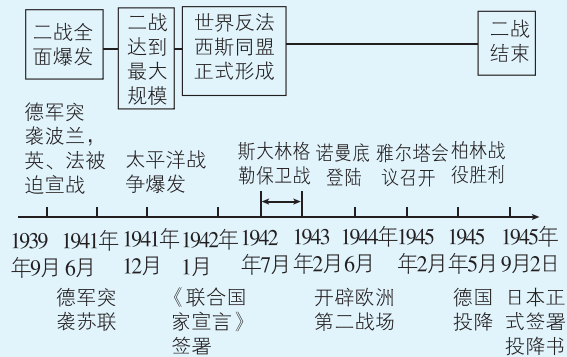 二战全
面爆发
二战
达到
最大
规模
世界反法
西斯同盟
正式形成
二战
结束
德军突
袭波兰，
英、法被
迫宣战
太平洋战
争爆发
斯大林格
勒保卫战
诺曼底
登陆
雅尔塔会
议召开
柏林战
役胜利
1939
年9月
1941年
6月
1941年
12月
1942年
1月
1942
年7月
1943
年2月
1944年
6月
1945
年2月
1945
年5月
1945年
9月2日
德军突
袭苏联
《联合国
家宣言》
签署
开辟欧洲
第二战场
德国
投降
日本正
式签署
投降书